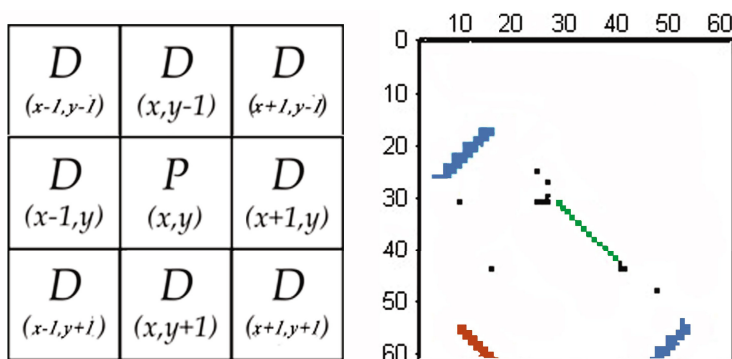 D D D
(x-1,y-1) (x,y-1) (x+1,y-1)
D P D
(x-1,y) (x,y) (x+1,y)
D D D
(x-1,y+1) (x,y+1) (x+1,y+1)
10 20 30 40 50 60
0
10
20
30
40
50
60